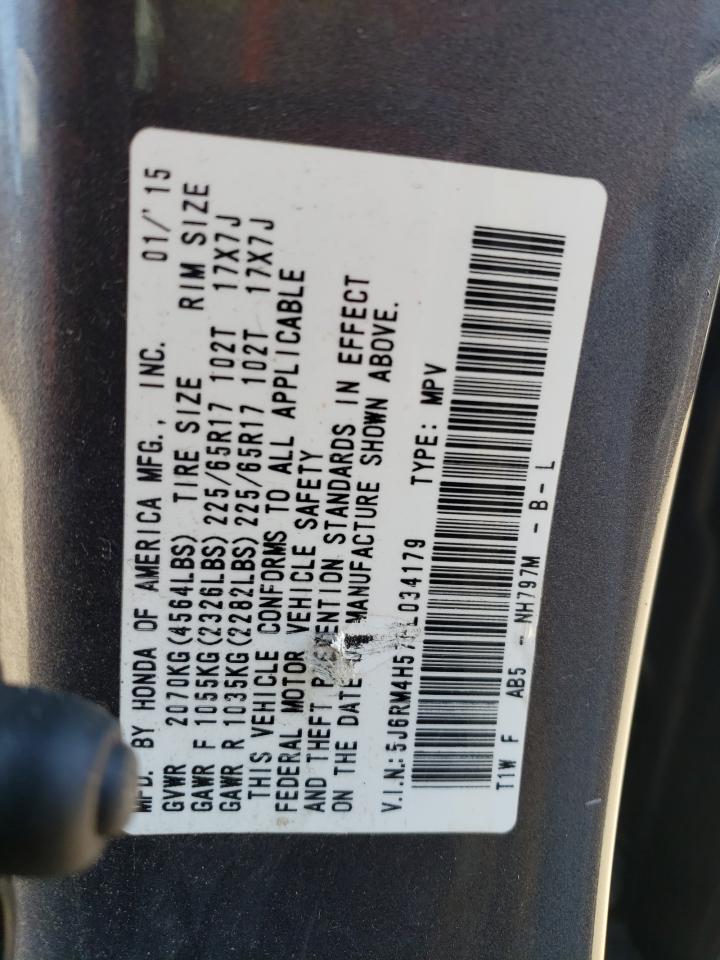 MFD. BY HONDA OF AMERICA MFG., INC. 01/'15
GVWR 2070KG(4564LBS) TIRE SIZE RIM SIZE
GAWR F 1055KG(2326LBS) 225/65R17 102T 17X7J
GAWR R 1035KG(2282LBS) 225/65R17 102T 17X7J
THIS VEHICLE CONFORMS TO ALL APPLICABLE
FEDERAL MOTOR VEHICLE SAFETY
AND THEFT STANDARDS IN EFFECT
ON THE DATE MANUFACTURE SHOWN ABOVE.
V.I.N.: TYPE: MPV
T1W F AB5 - NH797M - B - L